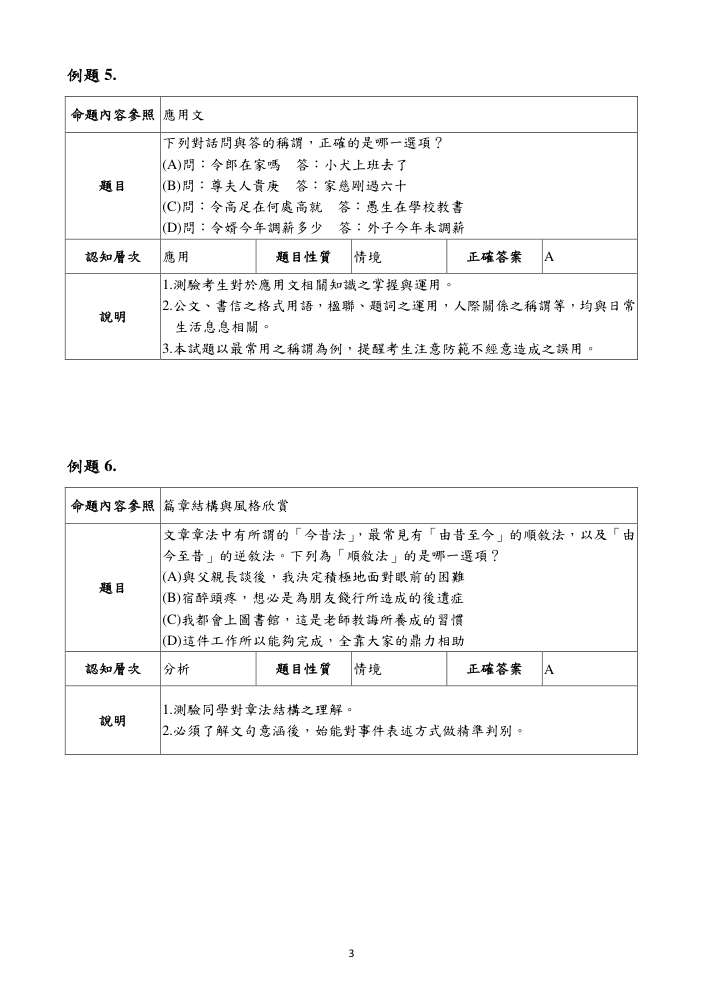 例題 5.
命題內容參照 應用文
題目
下列對話問與答的稱謂，正確的是哪一選項？
(A)問：令郎在家嗎　答：小犬上班去了
(B)問：尊夫人貴庚　答：家慈剛過六十
(C)問：令高足在何處高就　答：愚生在學校教書
(D)問：令婿今年調薪多少　答：外子今年未調薪
認知層次 應用 題目性質 情境 正確答案 A
說明
1.測驗考生對於應用文相關知識之掌握與運用。
2.公文、書信之格式用語，楹聯、題詞之運用，人際關係之稱謂等，均與日常
生活息息相關。
3.本試題以最常用之稱謂為例，提醒考生注意防範不經意造成之誤用。
例題 6.
命題內容參照 篇章結構與風格欣賞
題目
文章章法中有所謂的「今昔法」，最常見有「由昔至今」的順敘法，以及「由
今至昔」的逆敘法。下列為「順敘法」的是哪一選項？
(A)與父親長談後，我決定積極地面對眼前的困難
(B)宿醉頭疼，想必是為朋友餞行所造成的後遺症
(C)我都會上圖書館，這是老師教誨所養成的習慣
(D)這件工作所以能夠完成，全靠大家的鼎力相助
認知層次 分析 題目性質 情境 正確答案 A
說明
1.測驗同學對章法結構之理解。
2.必須了解文句意涵後，始能對事件表述方式做精準判別。
3